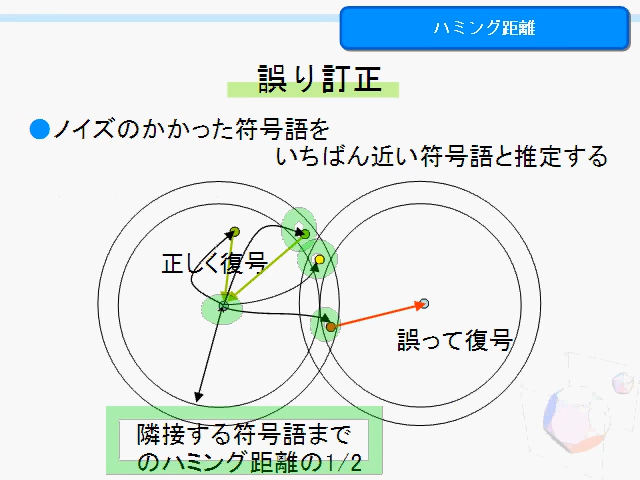 ハミング距離
誤り訂正
●ノイズのかかった符号語を
いちばん近い符号語と推定する
正しく復号
誤って復号
隣接する符号語まで
のハミング距離の1/2